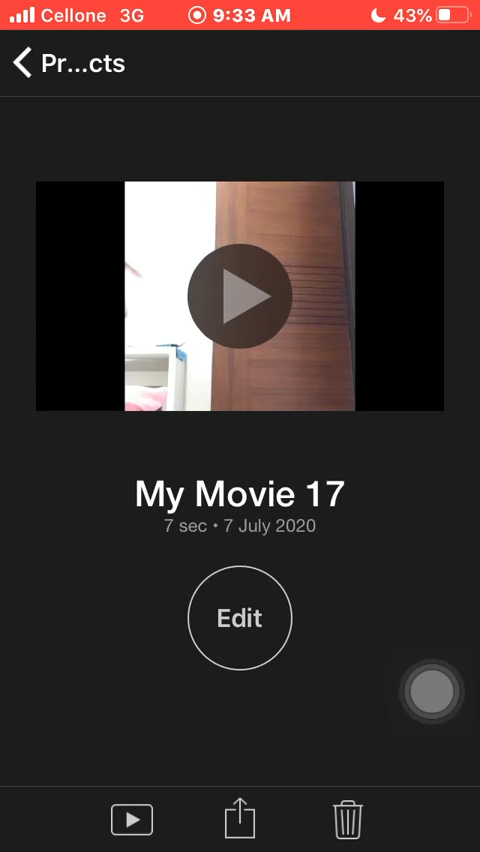 Cellone 3G 9:33 AM 43%
Pr...cts
My Movie 17
7 sec • 7 July 2020
Edit